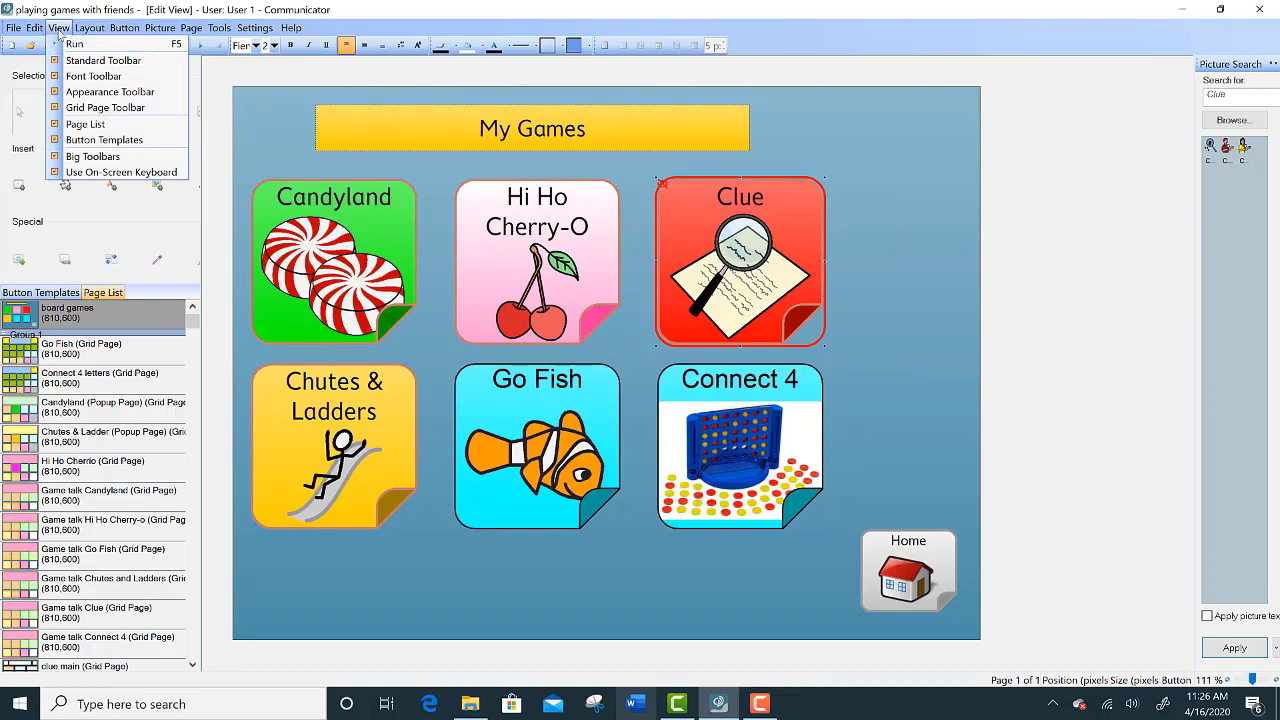 playing games with friends - [Edit View] - User: User 1 - Communicator
File Edit View Layout Button Picture Page Tools Settings Help
Run F5
Standard Toolbar
Font Toolbar
Appearance Toolbar
Grid Page Toolbar
Page List
Button Templates
Big Toolbars
Use On-Screen Keyboard
Selectio
Insert
Special
Button Templates Page List
board games
(810,600)
Group 1
Go Fish (Grid Page)
(810,600)
Connect 4 letters (Grid Page)
(810,600)
Candyland (Popup Page) (Grid
(810,600)
Chutes & Ladder (Popup Page) (Gri
(810,600)
Hi Ho Cherrio (Grid Page)
(810,600)
Game talk Candyland (Grid Page)
(810,600)
Game talk Hi Ho Cherry-o (Grid Pag
(810,600)
Game talk Go Fish (Grid Page)
(810,600)
Game talk Chutes and Ladders (Grid
(810,600)
Game talk Clue (Grid Page)
(810,600)
Game talk Connect 4 (Grid Page)
(810,600)
clue main (Grid Page)
Fien 2 B I U 5 p
My Games
Candyland
Hi Ho
Cherry-O
Clue
Chutes &
Ladders
Go Fish
Connect 4
Home
Picture Search
Search for:
Clue
Browse...
C... C... C...
Apply picture tex
Apply
Page 1 of 1 Position (pixels Size (pixels Button 111 %
Type here to search
11:26 AM
4/16/2020